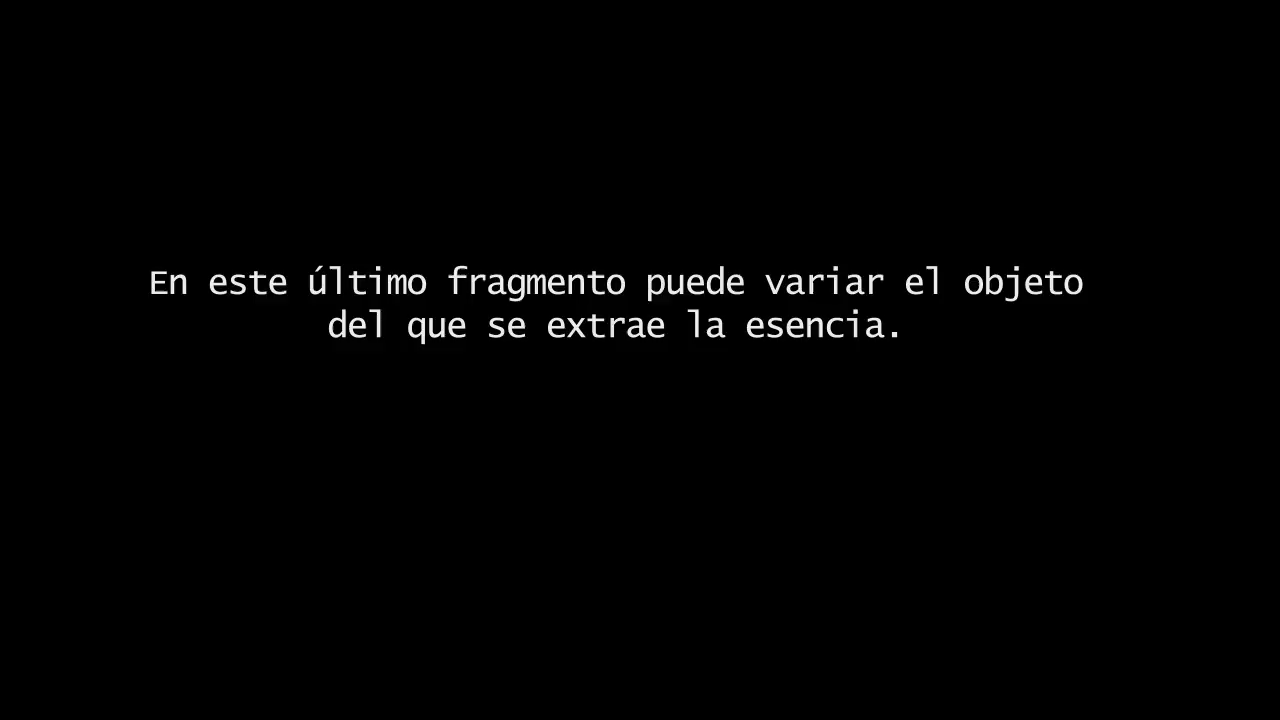 En este último fragmento puede variar el objeto
del que se extrae la esencia.